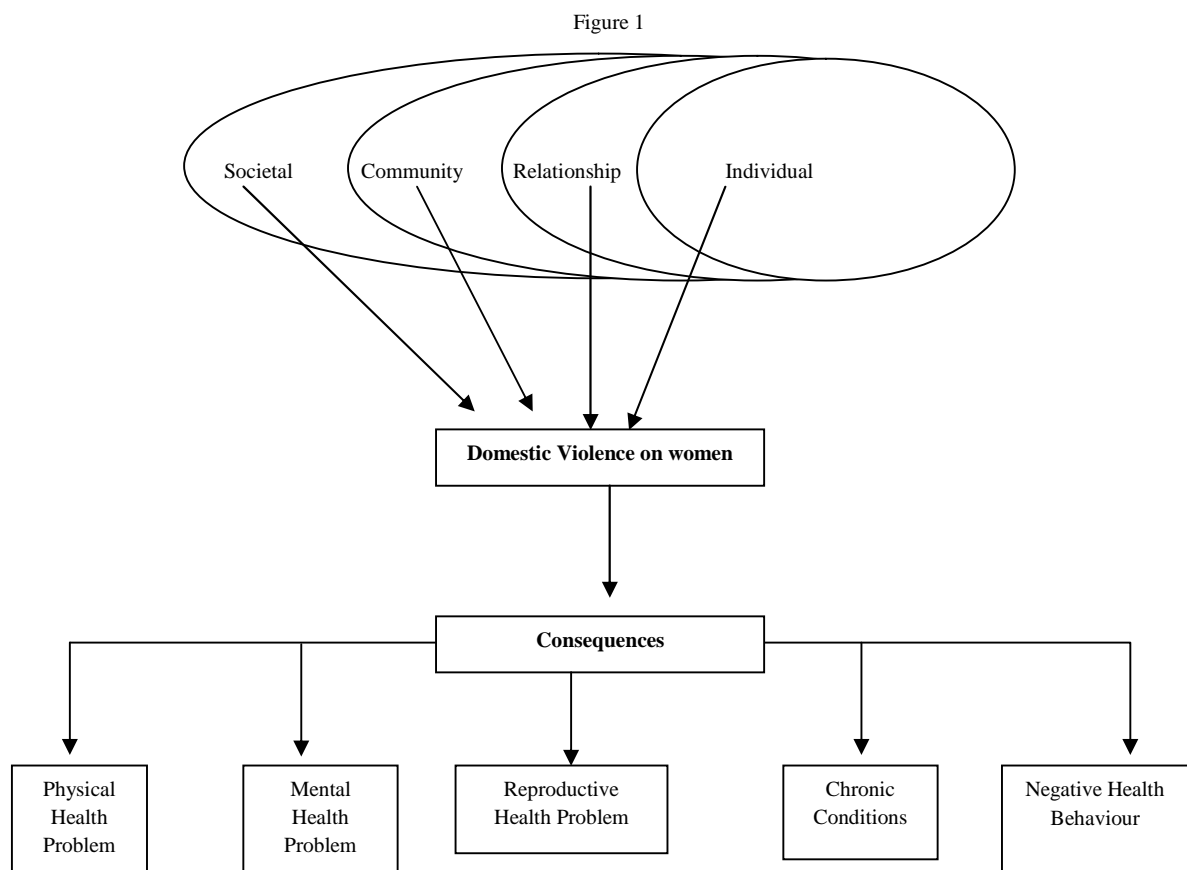 Figure 1
Societal
Community
Relationship
Individual
Domestic Violence on women
Consequences
Physical
Health
Problem
Mental
Health
Problem
Reproductive
Health Problem
Chronic
Conditions
Negative Health
Behaviour